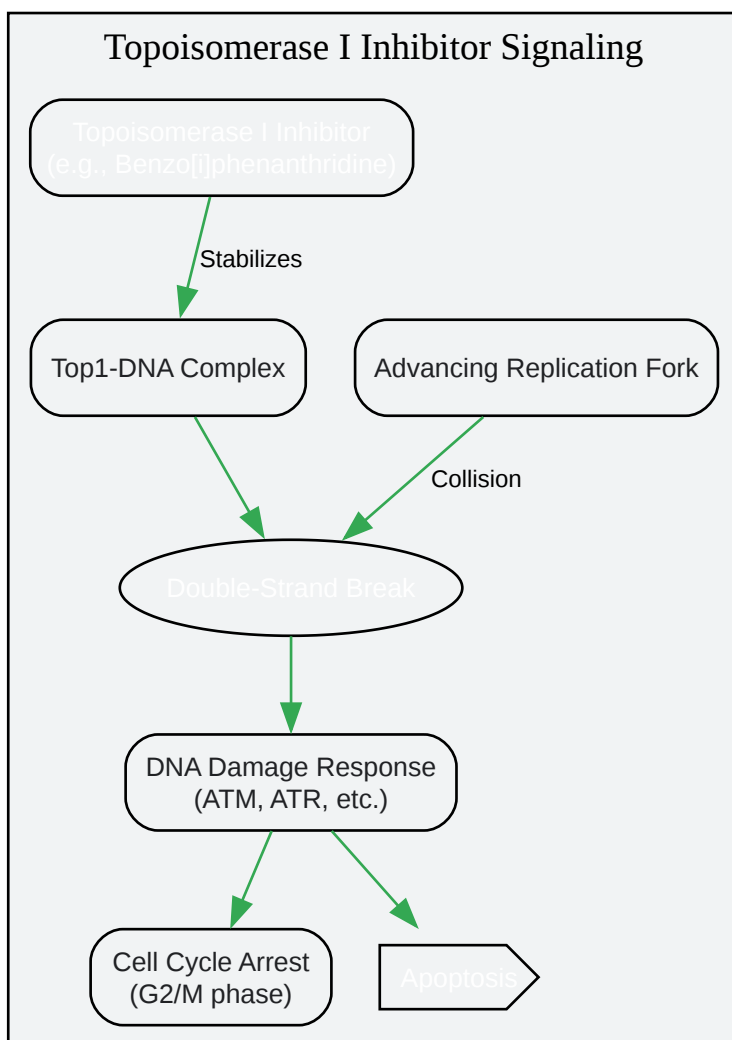 Topoisomerase I Inhibitor Signaling
Topoisomerase I Inhibitor
(e.g., Benzo[i]phenanthridine)
Stabilizes
Top1-DNA Complex
Advancing Replication Fork
Collision
Double-Strand Break
DNA Damage Response
(ATM, ATR, etc.)
Cell Cycle Arrest
(G2/M phase)
Apoptosis